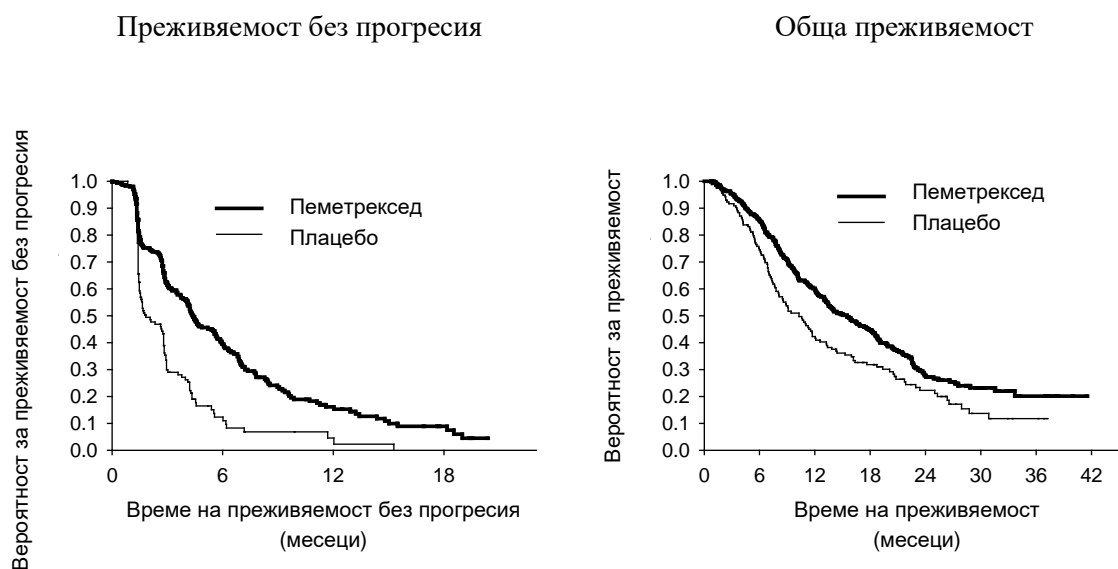 Преживяемост без прогресия
Обща преживяемост
Вероятност за преживяемост без прогресия
1.0
0.9
0.8
0.7
0.6
0.5
0.4
0.3
0.2
0.1
0.0
Пеметрексед
Плацебо
0 6 12 18
Време на преживяемост без прогресия
(месеци)
Вероятност за преживяемост
1.0
0.9
0.8
0.7
0.6
0.5
0.4
0.3
0.2
0.1
0.0
Пеметрексед
Плацебо
0 6 12 18 24 30 36 42
Време на преживяемост
(месеци)